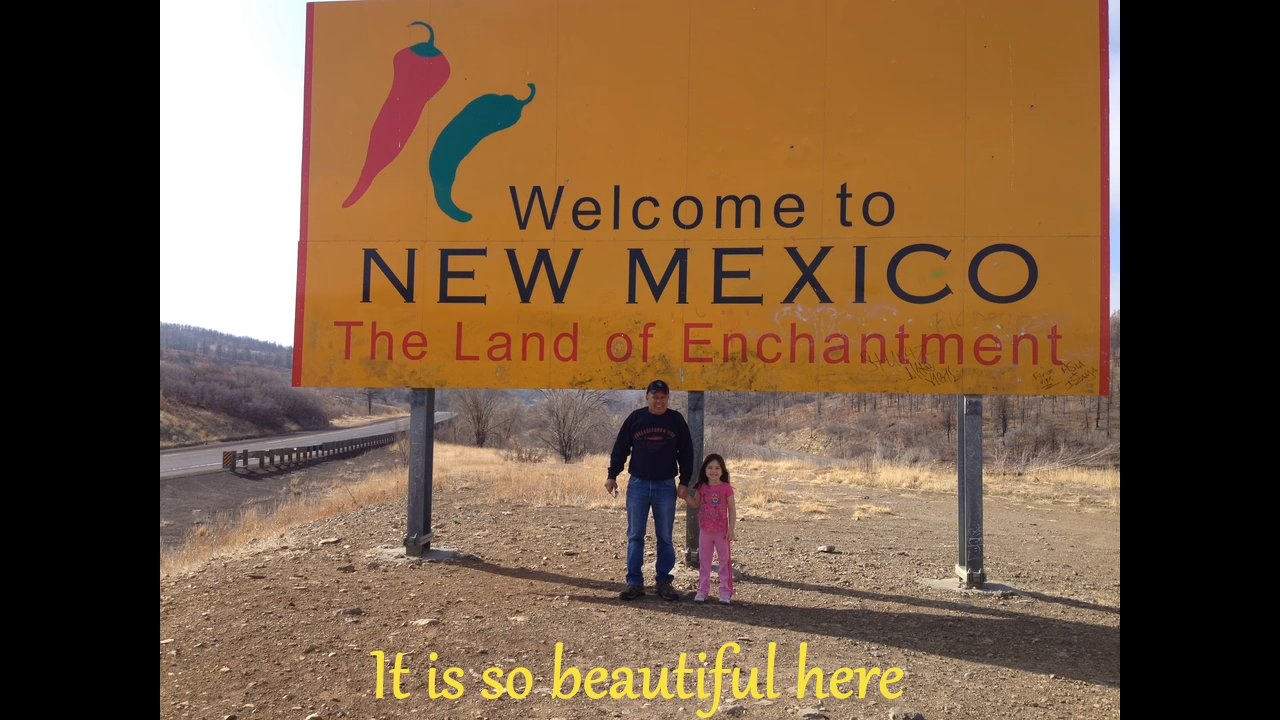 Welcome to
NEW MEXICO
The Land of Enchantment
It is so beautiful here